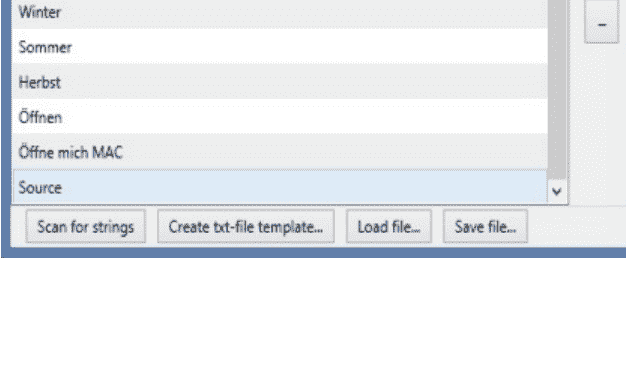 Winter
-
Sommer
Herbst
Öffnen
Öffne mich MAC
Source
Scan for strings Create txt-file template... Load file... Save file...